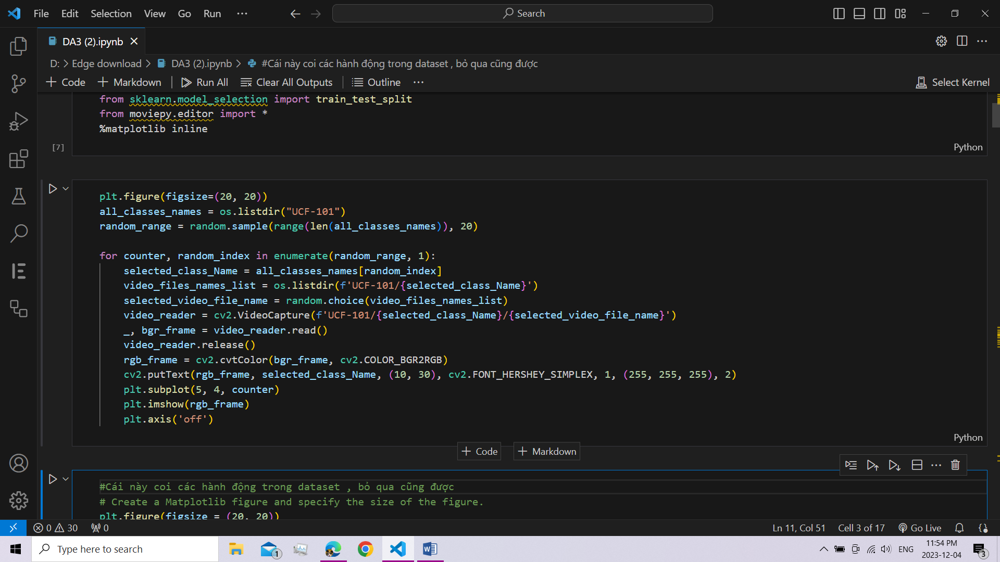 File Edit Selection View Go Run ···
Search
DA3 (2).ipynb
D: > Edge download > DA3 (2).ipynb > #Cái này coi các hành động trong dataset , bỏ qua cũng được
+ Code + Markdown | Run All Clear All Outputs | Outline ··· Select Kernel
from sklearn.model_selection import train_test_split
from moviepy.editor import *
%matplotlib inline
[7]
Python
plt.figure(figsize=(20, 20))
all_classes_names = os.listdir("UCF-101")
random_range = random.sample(range(len(all_classes_names)), 20)
for counter, random_index in enumerate(random_range, 1):
    selected_class_Name = all_classes_names[random_index]
    video_files_names_list = os.listdir(f'UCF-101/{selected_class_Name}')
    selected_video_file_name = random.choice(video_files_names_list)
    video_reader = cv2.VideoCapture(f'UCF-101/{selected_class_Name}/{selected_video_file_name}')
    _, bgr_frame = video_reader.read()
    video_reader.release()
    rgb_frame = cv2.cvtColor(bgr_frame, cv2.COLOR_BGR2RGB)
    cv2.putText(rgb_frame, selected_class_Name, (10, 30), cv2.FONT_HERSHEY_SIMPLEX, 1, (255, 255, 255), 2)
    plt.subplot(5, 4, counter)
    plt.imshow(rgb_frame)
    plt.axis('off')
Python
+ Code + Markdown
#Cái này coi các hành động trong dataset , bỏ qua cũng được
# Create a Matplotlib figure and specify the size of the figure.
plt.figure(figsize = (20, 20))
0 30 0 Ln 11, Col 51 Cell 3 of 17 Go Live
Type here to search
1
ENG
11:54 PM
2023-12-04
3